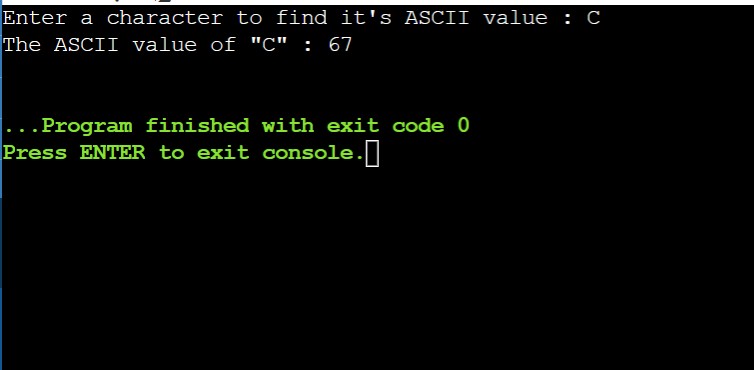 Enter a character to find it's ASCII value : C
The ASCII value of "C" : 67
...Program finished with exit code 0
Press ENTER to exit console.